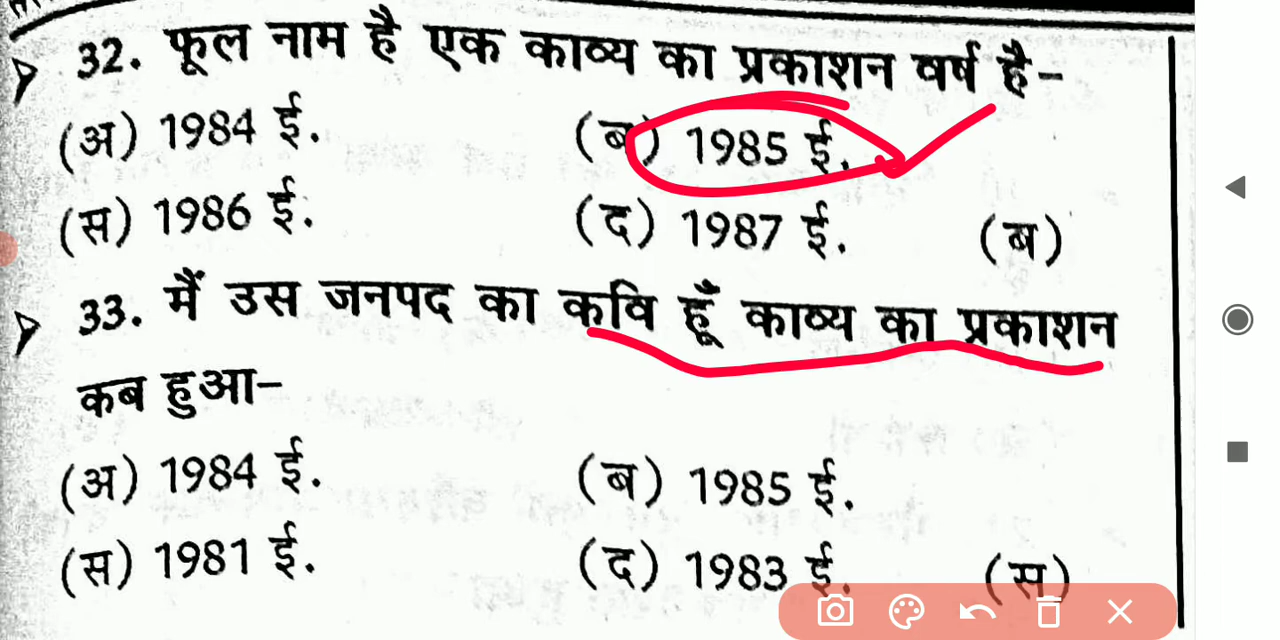 32. फूल नाम है एक काव्य का प्रकाशन वर्ष है-
(अ) 1984 ई. (ब) 1985 ई.
(स) 1986 ई. (द) 1987 ई. (ब)
33. मैं उस जनपद का कवि हूँ काव्य का प्रकाशन
कब हुआ-
(अ) 1984 ई. (ब) 1985 ई.
(स) 1981 ई. (द) 1983 ई. (स)